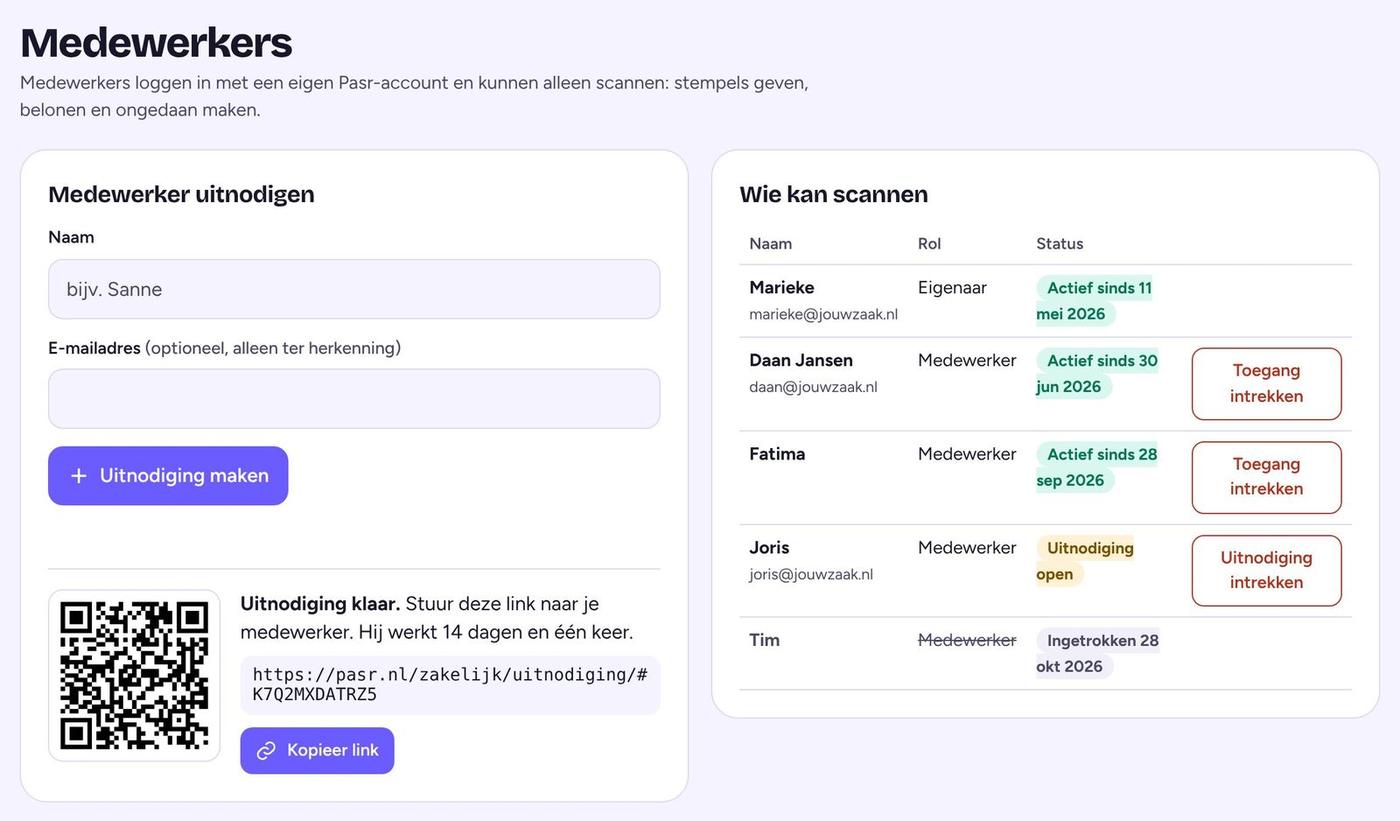 Medewerkers
Medewerkers loggen in met een eigen Pasr-account en kunnen alleen scannen: stempels geven,
belonen en ongedaan maken.
Medewerker uitnodigen
Naam
bijv. Sanne
E-mailadres (optioneel, alleen ter herkenning)
+ Uitnodiging maken
Uitnodiging klaar. Stuur deze link naar je
medewerker. Hij werkt 14 dagen en één keer.
https://pasr.nl/zakelijk/uitnodiging/#
K7Q2MXDATRZ5
Kopieer link
Wie kan scannen
Naam Rol Status
Marieke Eigenaar Actief sinds 11
marieke@jouwzaak.nl mei 2026
Daan Jansen Medewerker Actief sinds 30 Toegang
daan@jouwzaak.nl jun 2026 intrekken
Fatima Medewerker Actief sinds 28 Toegang
sep 2026 intrekken
Joris Medewerker Uitnodiging Uitnodiging
joris@jouwzaak.nl open intrekken
Tim Medewerker Ingetrokken 28
okt 2026